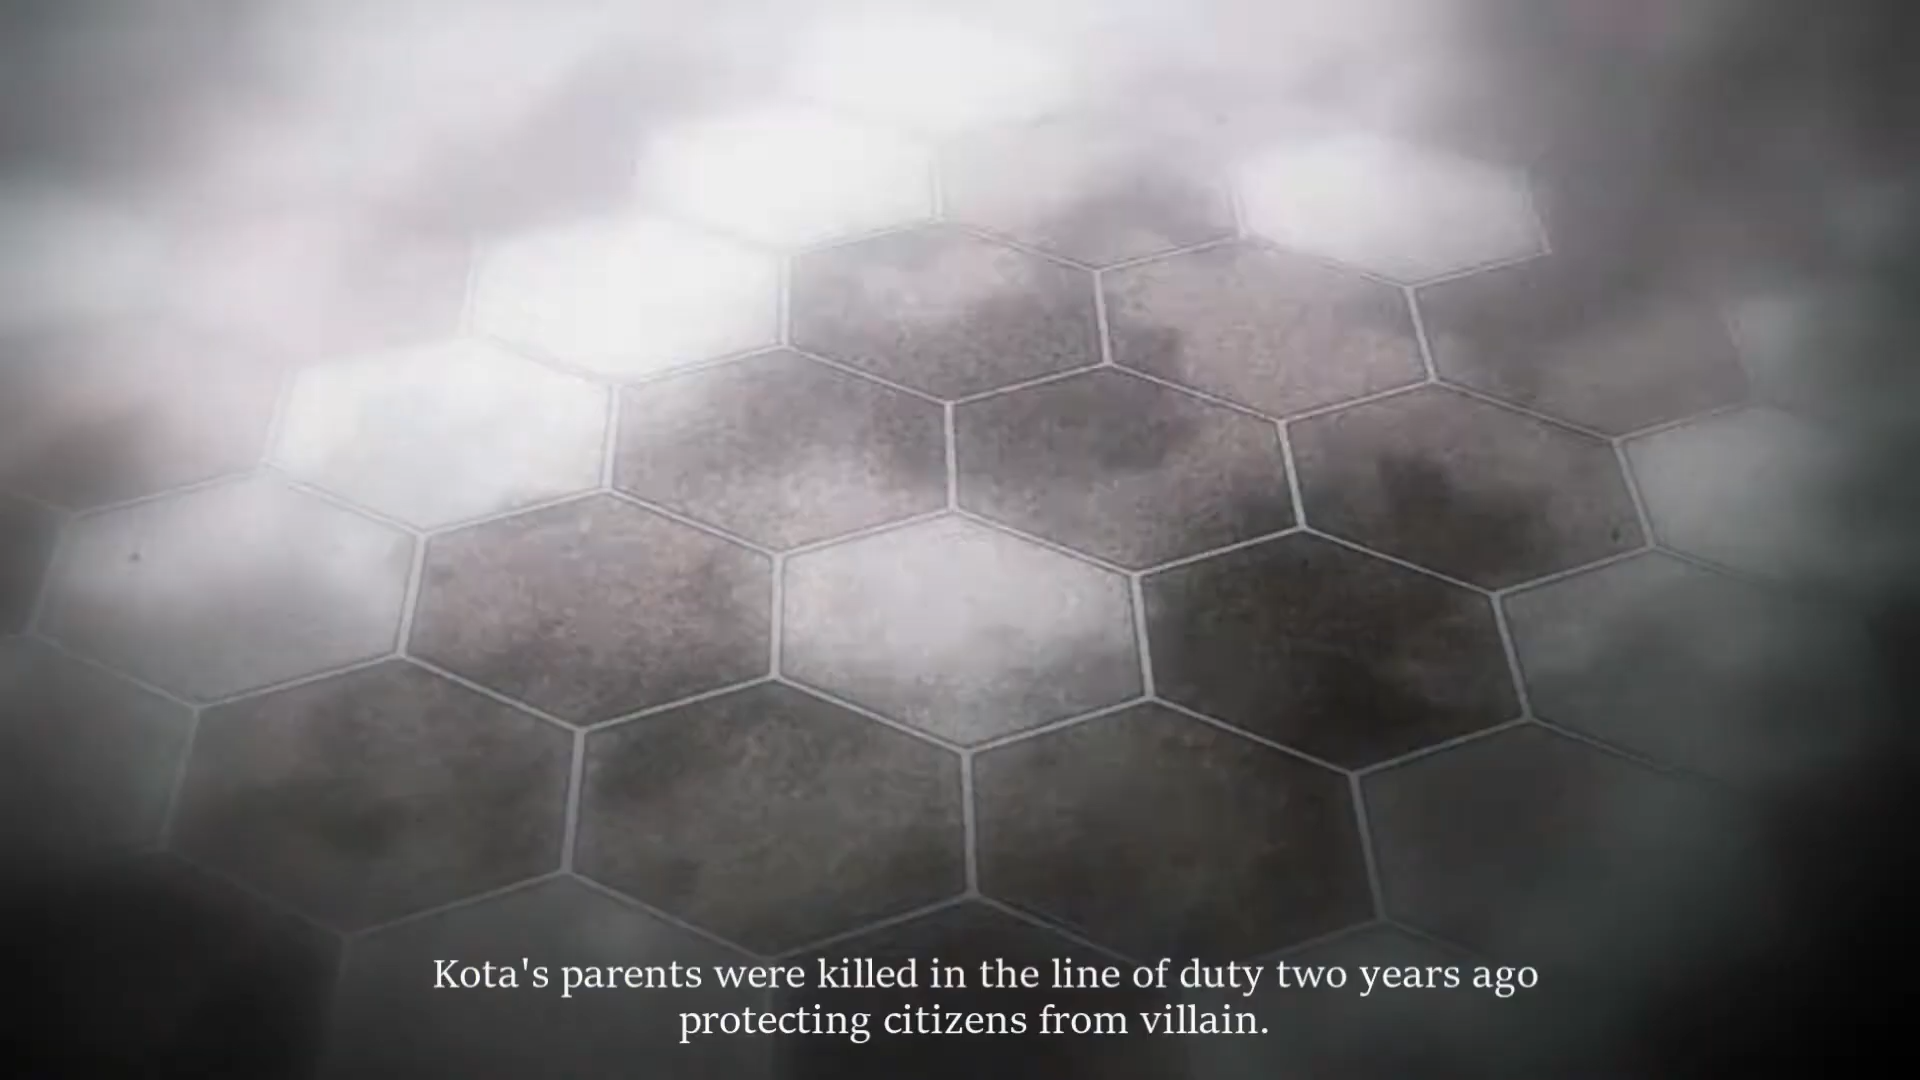 Kota's parents were killed in the line of duty two years ago
protecting citizens from villain.